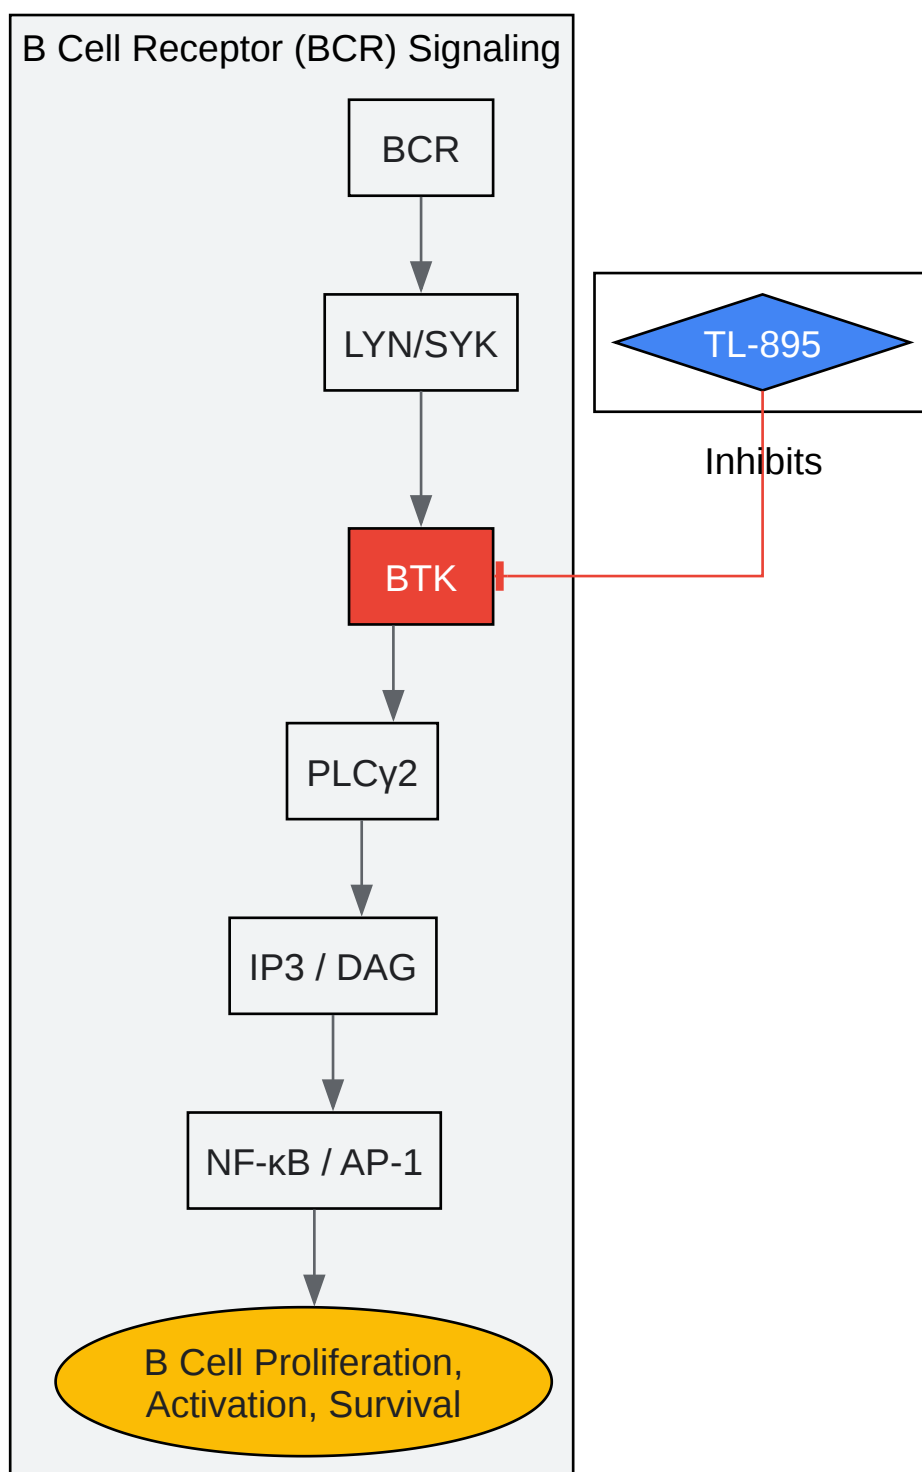 B Cell Receptor (BCR) Signaling
BCR
LYN/SYK
TL-895
Inhibits
BTK
PLCγ2
IP3 / DAG
NF-κB / AP-1
B Cell Proliferation,
Activation, Survival